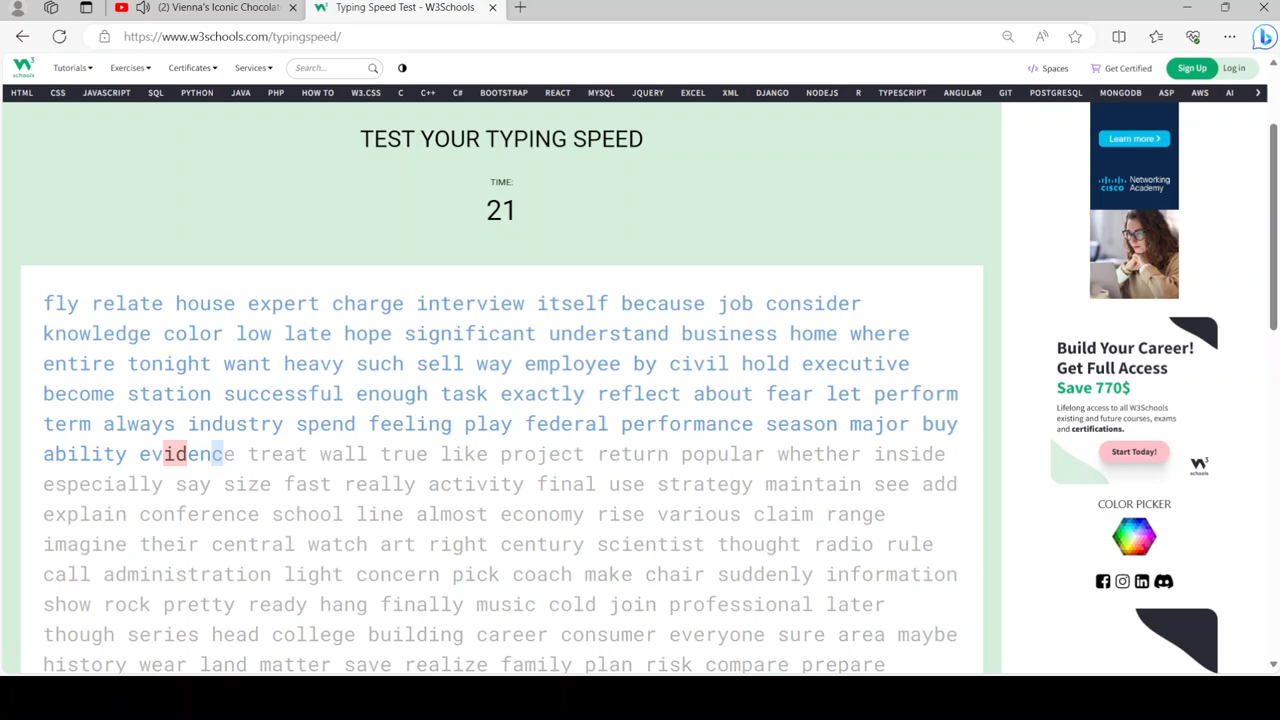 (2) Vienna's Iconic Chocolat
Typing Speed Test - W3Schools
https://www.w3schools.com/typingspeed/
3
schools
Tutorials
Exercises
Certificates
Services
Search...
Spaces
Get Certified
Sign Up
Log in
HTML CSS JAVASCRIPT SQL PYTHON JAVA PHP HOW TO W3.CSS C C++ C# BOOTSTRAP REACT MYSQL JQUERY EXCEL XML DJANGO NODEJS R TYPESCRIPT ANGULAR GIT POSTGRESQL MONGODB ASP AWS AI
TEST YOUR TYPING SPEED
TIME:
21
fly relate house expert charge interview itself because job consider
knowledge color low late hope significant understand business home where
entire tonight want heavy such sell way employee by civil hold executive
become station successful enough task exactly reflect about fear let perform
term always industry spend feeling play federal performance season major buy
ability evidence treat wall true like project return popular whether inside
especially say size fast really activity final use strategy maintain see add
explain conference school line almost economy rise various claim range
imagine their central watch art right century scientist thought radio rule
call administration light concern pick coach make chair suddenly information
show rock pretty ready hang finally music cold join professional later
though series head college building career consumer everyone sure area maybe
history wear land matter save realize family plan risk compare prepare
Learn more >
CISCO
Networking
Academy
Build Your Career!
Get Full Access
Save 770$
Lifelong access to all W3Schools
existing and future courses, exams
and certifications.
Start Today!
3
schools
COLOR PICKER